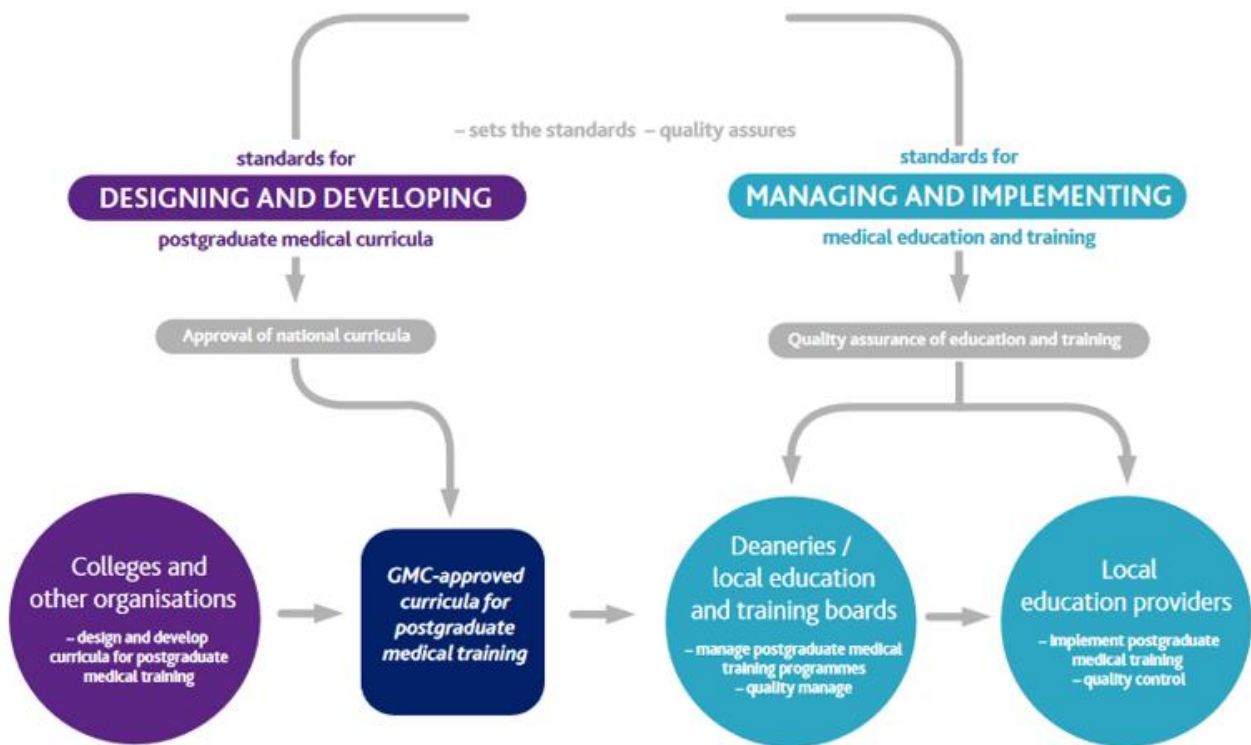 – sets the standards – quality assures
standards for
DESIGNING AND DEVELOPING
postgraduate medical curricula
standards for
MANAGING AND IMPLEMENTING
medical education and training
Approval of national curricula
Quality assurance of education and training
Colleges and
other organisations
– design and develop
curricula for postgraduate
medical training
GMC-approved
curricula for
postgraduate
medical training
Deaneries /
local education
and training boards
– manage postgraduate medical
training programmes
– quality manage
Local
education providers
– implement postgraduate
medical training
– quality control